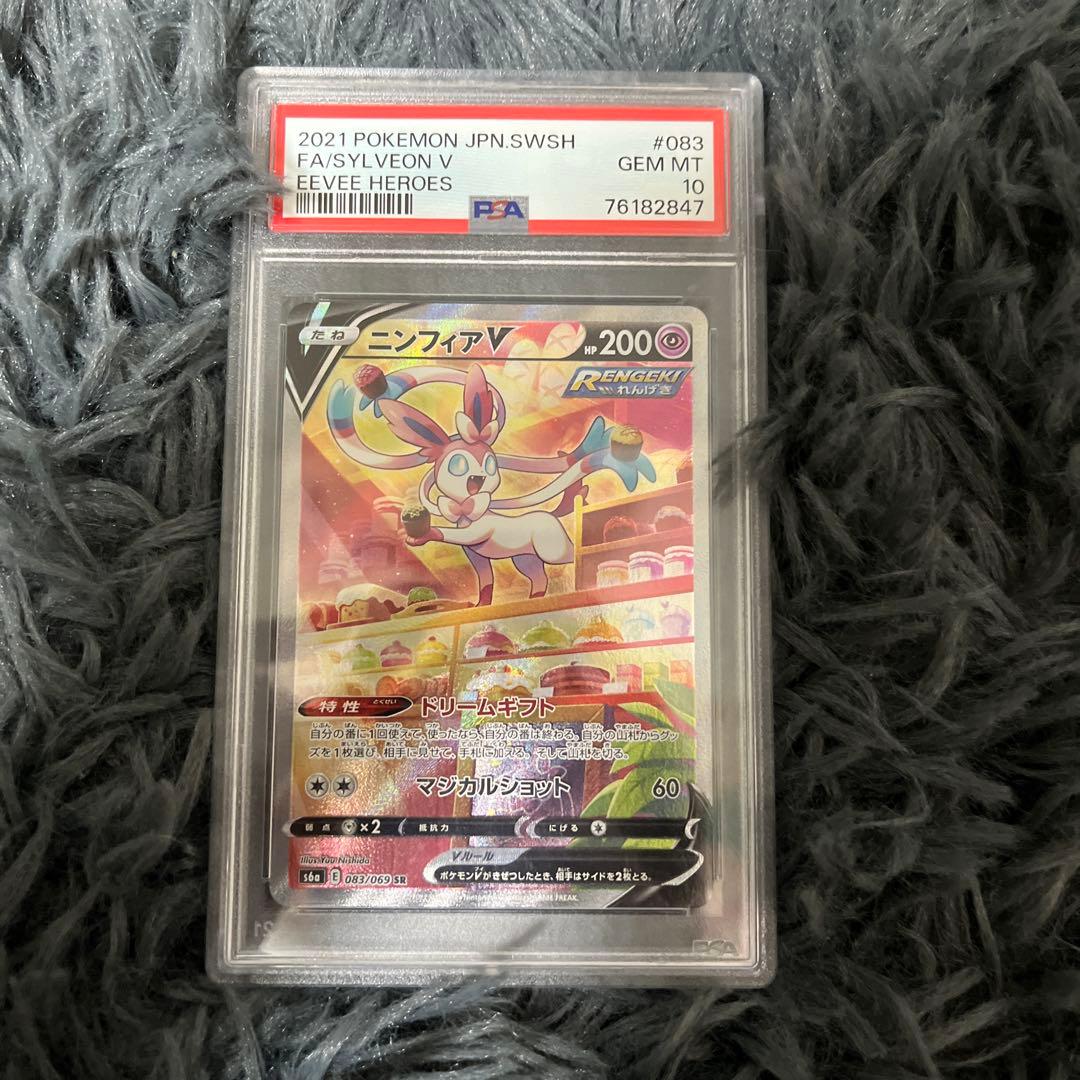 2021 POKEMON JPN.SWSH #083
FA/SYLVEON V GEM MT
EEVEE HEROES 10
PSA 76182847
たね ニンフィアV HP 200
RENGEKI
れんげき
特性 とくせい ドリームギフト
自分の番に1回使えて、使ったなら、自分の番は終わる。自分の山札からグッ
ズを1枚選び、相手に見せて、手札に加える。そして山札を切る。
マジカルショット 60
弱点 ×2 抵抗力 にげる
Illus. You Nishida
Vルール
s6a E 083/069 SR
ポケモンVがきぜつしたとき、相手はサイドを2枚とる。
PSA